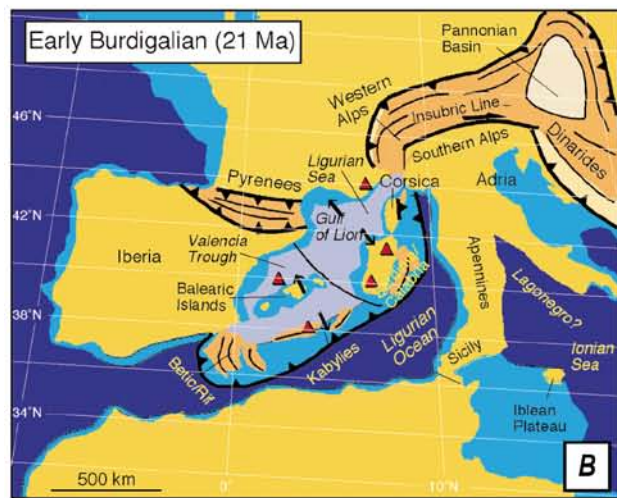 Early Burdigalian (21 Ma)
Pannonian
Basin
46°N
Western
Alps
Insubric Line
Southern Alps
Dinarides
Ligurian
Sea
Pyrenees
Corsica
Adria
42°N
Gulf
of Lion
Iberia
Valencia
Trough
Apennines
Lagonegro?
Calabria
Balearic
Islands
38°N
Ligurian
Ocean
Kabylies
Betic/Rif
Sicily
Ionian
Sea
Iblean
Plateau
34°N
500 km
0°
10°N
B